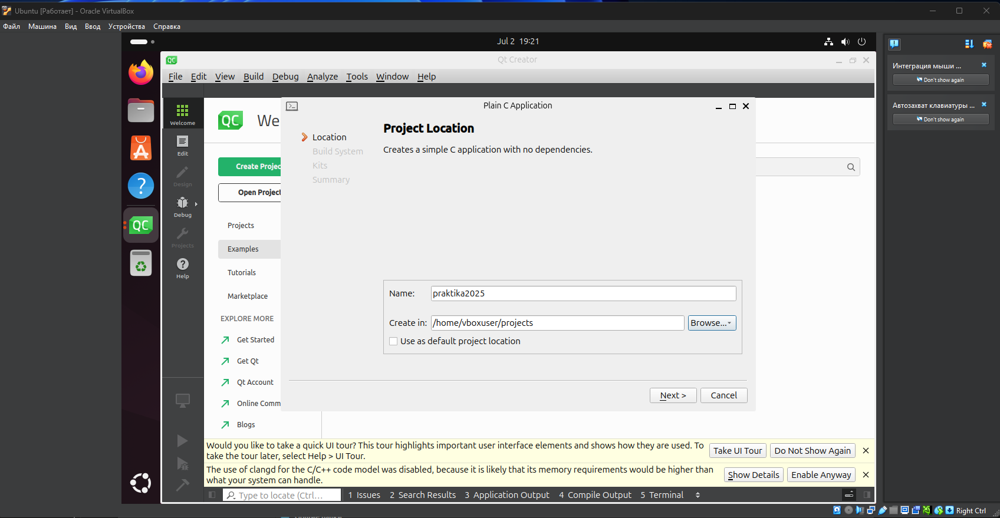 Ubuntu [Работает] - Oracle VirtualBox
Файл Машина Вид Ввод Устройства Справка
Jul 2 19:21
Qt Creator
File Edit View Build Debug Analyze Tools Window Help
Plain C Application
Welcome
Edit
Design
Debug
Projects
Help
QC
We
Create Projec
Open Project
Projects
Examples
Tutorials
Marketplace
EXPLORE MORE
Get Started
Get Qt
Qt Account
Online Comm
Blogs
Location
Build System
Kits
Summary
Project Location
Creates a simple C application with no dependencies.
Name: praktika2025
Create in: /home/vboxuser/projects Browse...
Use as default project location
Next > Cancel
Would you like to take a quick UI tour? This tour highlights important user interface elements and shows how they are used. To
take the tour later, select Help > UI Tour.
Take UI Tour Do Not Show Again
The use of clangd for the C/C++ code model was disabled, because it is likely that its memory requirements would be higher than
what your system can handle.
Show Details Enable Anyway
Type to locate (Ctrl... 1 Issues 2 Search Results 3 Application Output 4 Compile Output 5 Terminal
Интеграция мыши ...
Don't show again
Автозахват клавиатуры ...
Don't show again
Right Ctrl